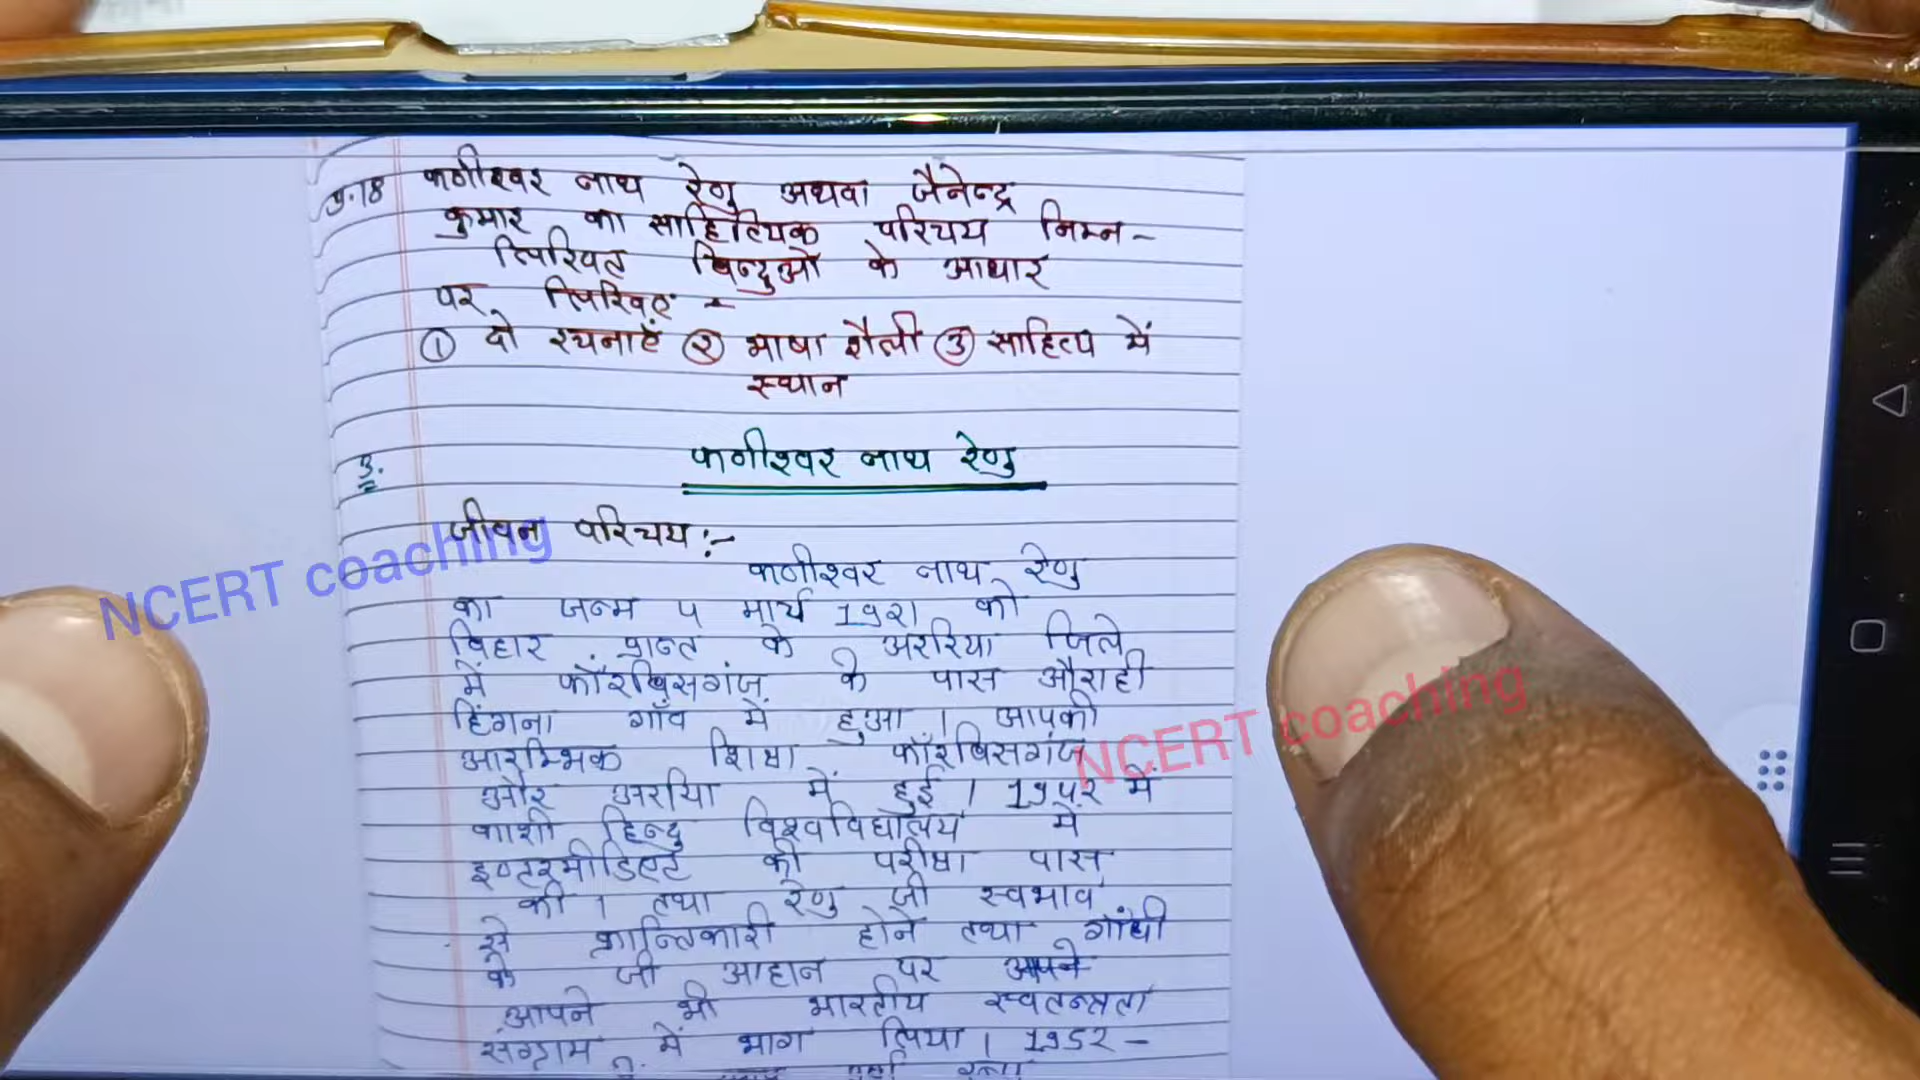 प्र.18 फणीश्वर नाथ रेणु अथवा जैनेन्द्र
कुमार का साहित्यिक परिचय निम्न-
लिखित बिन्दुओं के आधार
पर लिखिए -
① दो रचनाएँ ② भाषा शैली ③ साहित्य में
स्थान
उ. फणीश्वर नाथ रेणु
जीवन परिचय :-
फणीश्वर नाथ रेणु
का जन्म ५ मार्च 1921 को
बिहार प्रान्त के अररिया जिले
में फॉरबिसगंज के पास औराही
हिंगना गाँव में हुआ। आपकी
आरम्भिक शिक्षा फॉरबिसगंज
और अररिया में हुई। 19५२ में
काशी हिन्दु विश्वविद्यालय में
इण्टरमीडिएट की परीक्षा पास
की। तथा रेणु जी स्वभाव
से क्रान्तिकारी होने तथा गाँधी
के जी आहान पर आपने
आपने भी भारतीय स्वतन्त्रता
संग्राम में भाग लिया। 1952-
NCERT coaching
NCERT coaching